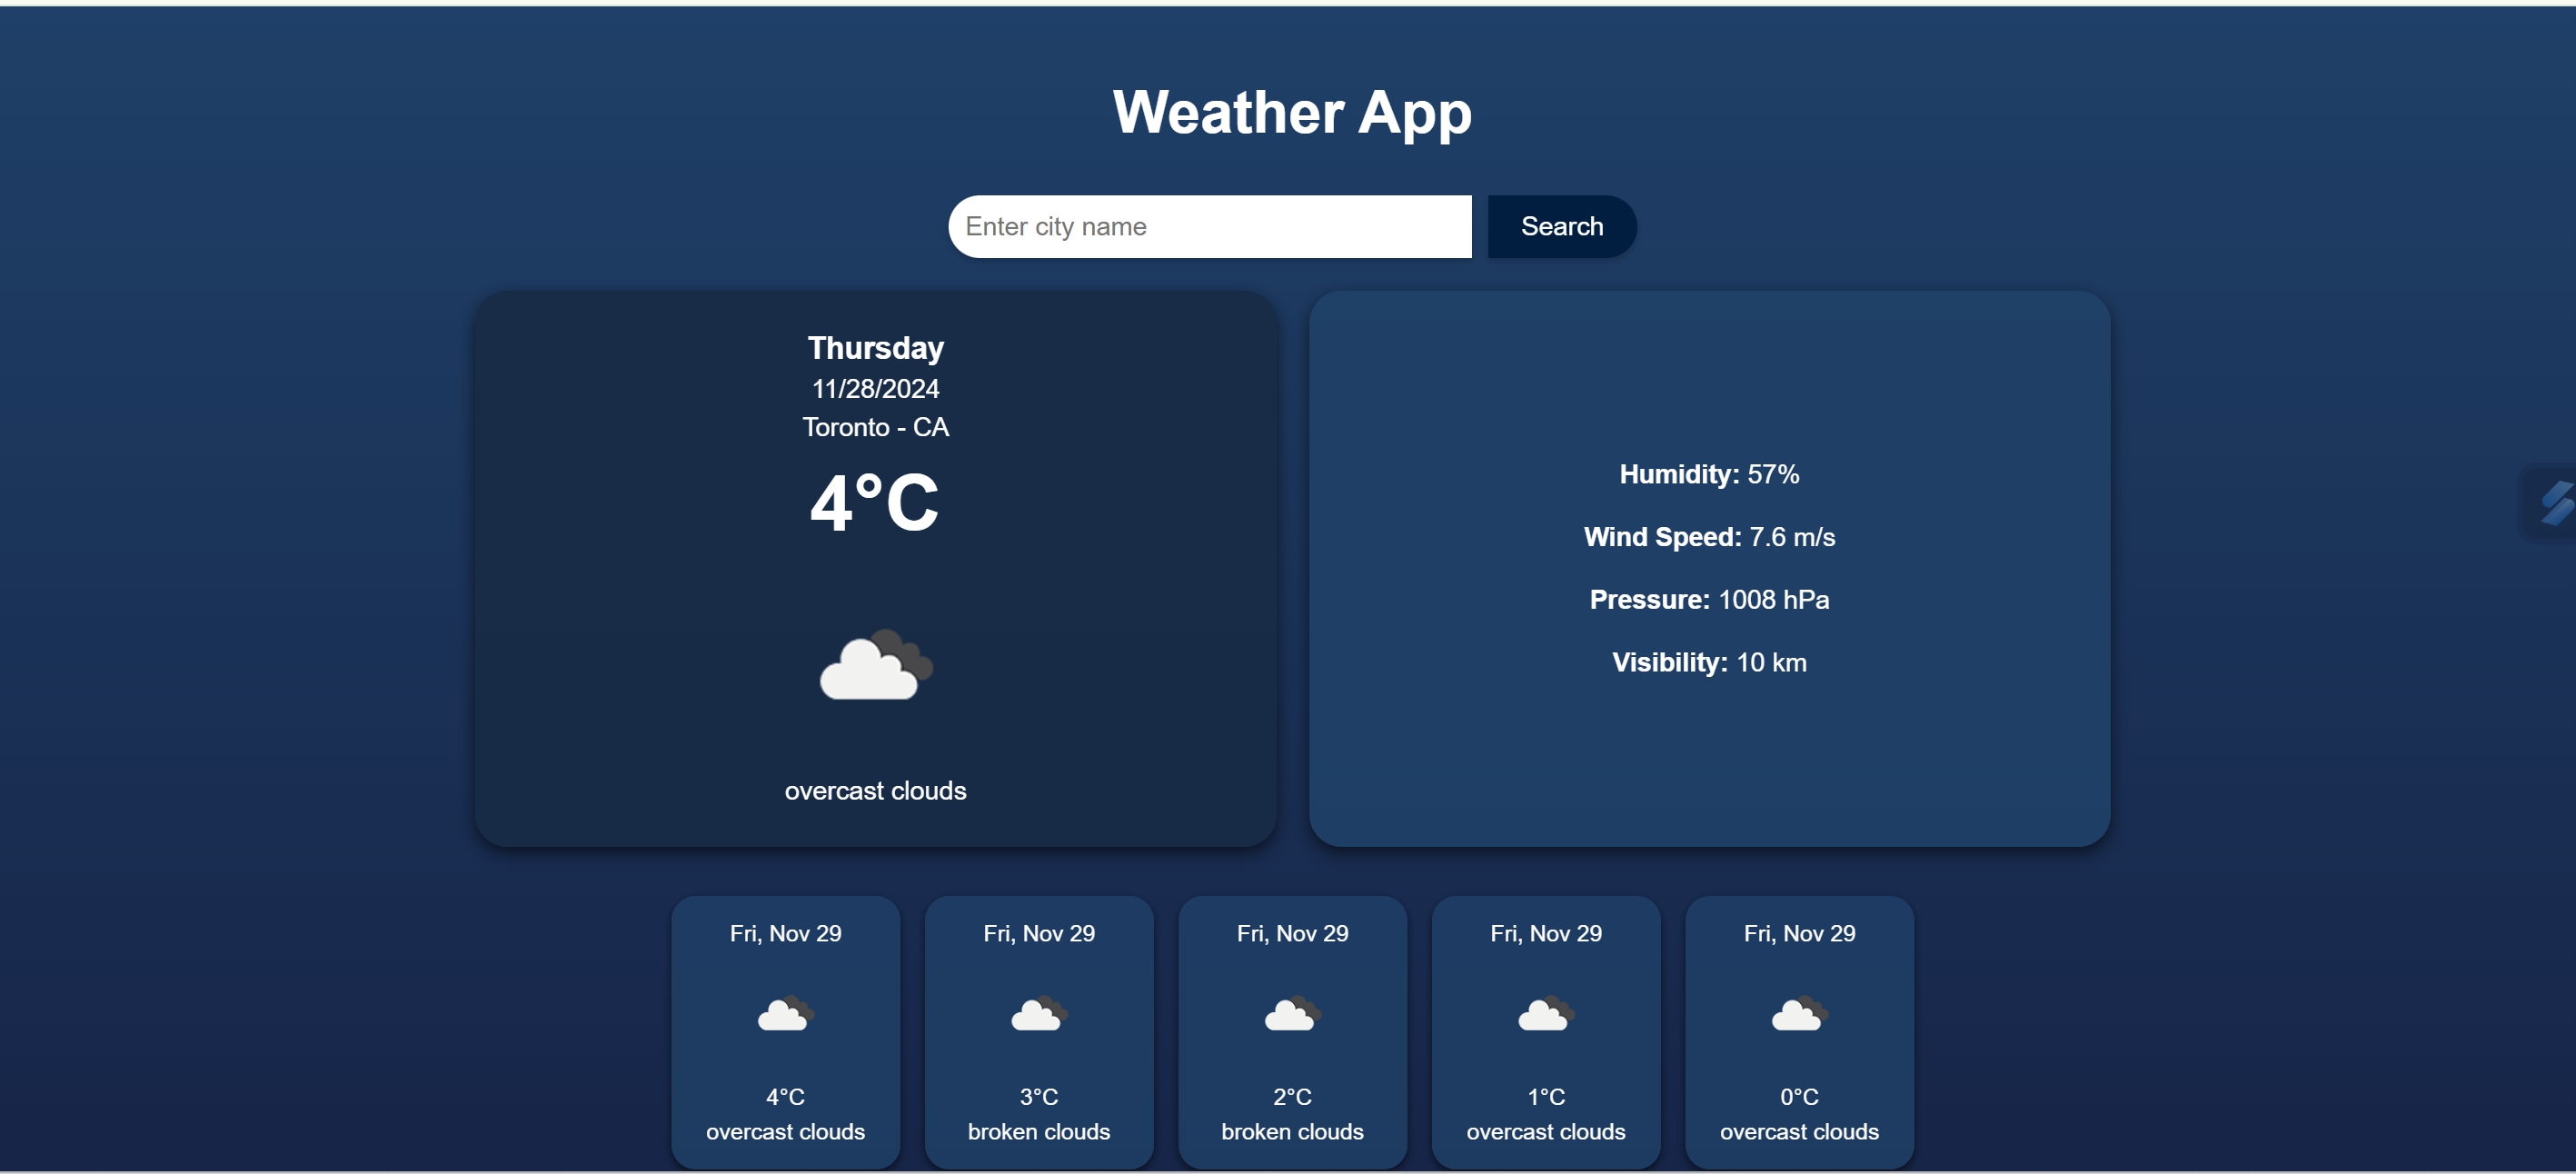 Weather App
Enter city name
Search
Thursday
11/28/2024
Toronto - CA
4°C
overcast clouds
Humidity: 57%
Wind Speed: 7.6 m/s
Pressure: 1008 hPa
Visibility: 10 km
Fri, Nov 29
4°C
overcast clouds
Fri, Nov 29
3°C
broken clouds
Fri, Nov 29
2°C
broken clouds
Fri, Nov 29
1°C
overcast clouds
Fri, Nov 29
0°C
overcast clouds